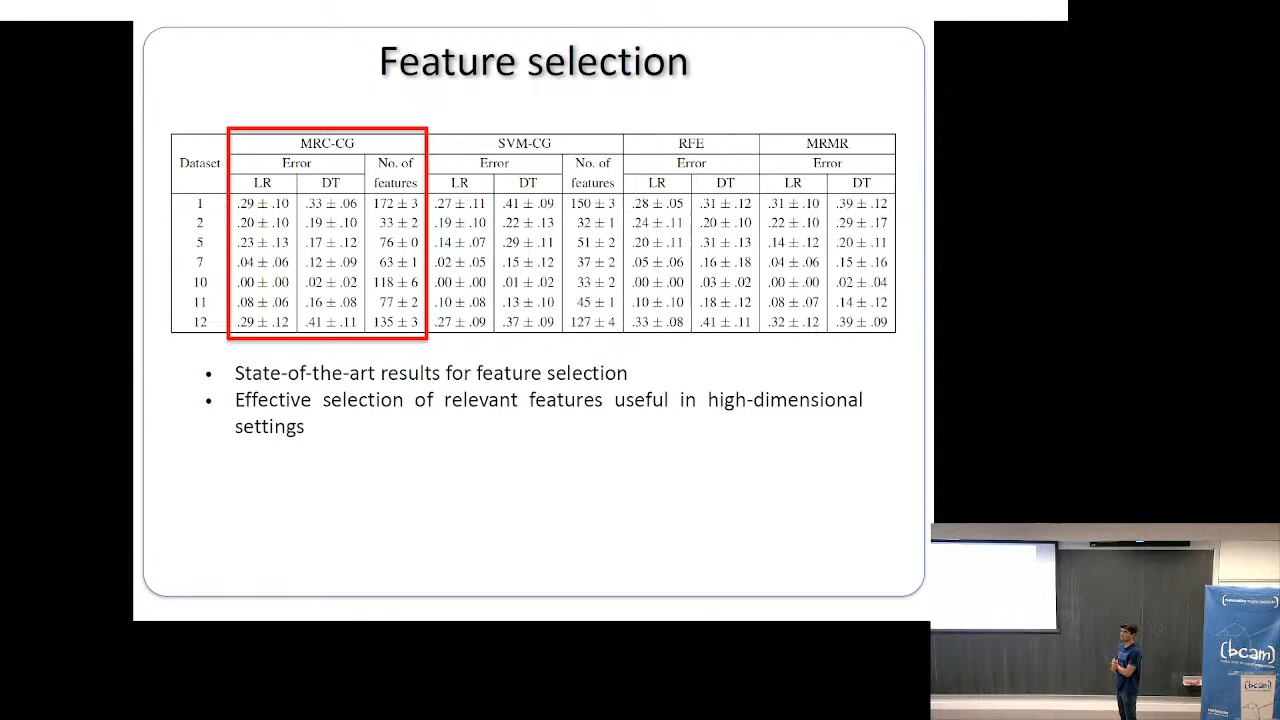 Feature selection
Dataset MRC-CG SVM-CG RFE MRMR
Error No. of features Error No. of features Error Error
LR DT LR DT LR DT LR DT
1 .29 ± .10 .33 ± .06 172 ± 3 .27 ± .11 .41 ± .09 150 ± 3 .28 ± .05 .31 ± .12 .31 ± .10 .39 ± .12
2 .20 ± .10 .19 ± .10 33 ± 2 .19 ± .10 .22 ± .13 32 ± 1 .24 ± .11 .20 ± .10 .22 ± .10 .29 ± .17
5 .23 ± .13 .17 ± .12 76 ± 0 .14 ± .07 .29 ± .11 51 ± 2 .20 ± .11 .31 ± .13 .14 ± .12 .20 ± .11
7 .04 ± .06 .12 ± .09 63 ± 1 .02 ± .05 .15 ± .12 37 ± 2 .05 ± .06 .16 ± .18 .04 ± .06 .15 ± .16
10 .00 ± .00 .02 ± .02 118 ± 6 .00 ± .00 .01 ± .02 33 ± 2 .00 ± .00 .03 ± .02 .00 ± .00 .02 ± .04
11 .08 ± .06 .16 ± .08 77 ± 2 .10 ± .08 .13 ± .10 45 ± 1 .10 ± .10 .18 ± .12 .08 ± .07 .14 ± .12
12 .29 ± .12 .41 ± .11 135 ± 3 .27 ± .09 .37 ± .09 127 ± 4 .33 ± .08 .41 ± .11 .32 ± .12 .39 ± .09
• State-of-the-art results for feature selection
• Effective selection of relevant features useful in high-dimensional
settings
(bcam)
(bcam)